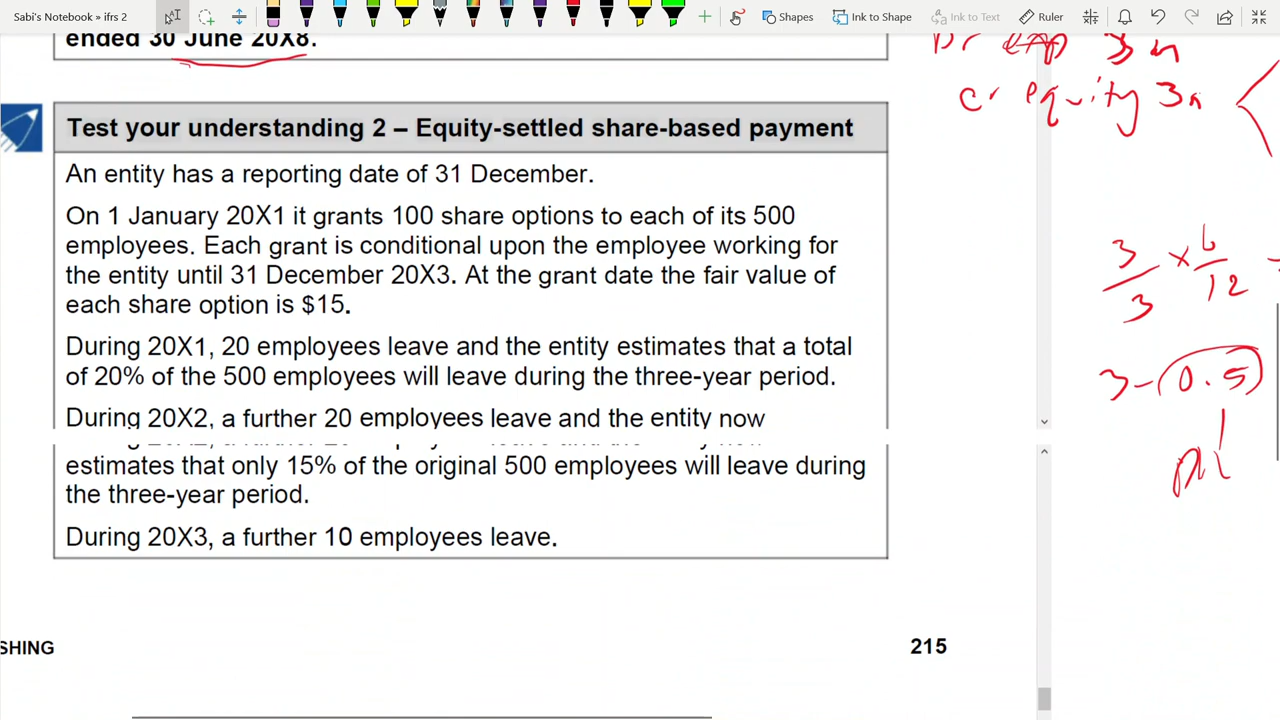 Sabi's Notebook » ifrs 2
Shapes
Ink to Shape
Ink to Text
Ruler
ended 30 June 20X8.
Test your understanding 2 – Equity-settled share-based payment
An entity has a reporting date of 31 December.
On 1 January 20X1 it grants 100 share options to each of its 500
employees. Each grant is conditional upon the employee working for
the entity until 31 December 20X3. At the grant date the fair value of
each share option is $15.
During 20X1, 20 employees leave and the entity estimates that a total
of 20% of the 500 employees will leave during the three-year period.
During 20X2, a further 20 employees leave and the entity now
estimates that only 15% of the original 500 employees will leave during
the three-year period.
During 20X3, a further 10 employees leave.
SHING
215
Dr
Cr equity
3/3 × 6/12
3-0.5